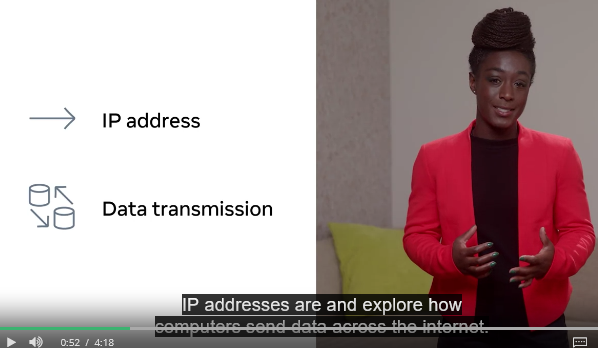 IP address
Data transmission
IP addresses are and explore how
computers send data across the internet.
0:52 / 4:18